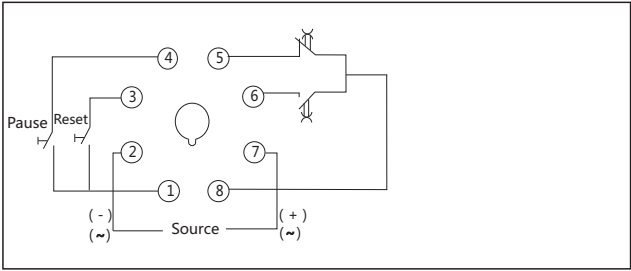 4
5
3
6
Pause
Reset
2
7
1
8
( - )
(~)
Source
( + )
(~)